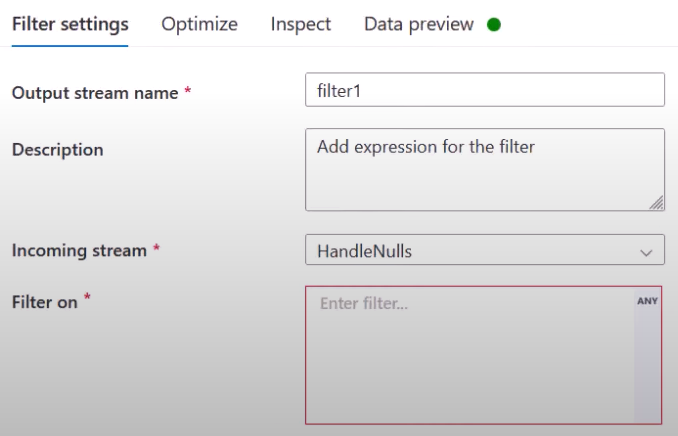 Filter settings Optimize Inspect Data preview
Output stream name * filter1
Description Add expression for the filter
Incoming stream * HandleNulls
Filter on * Enter filter... ANY